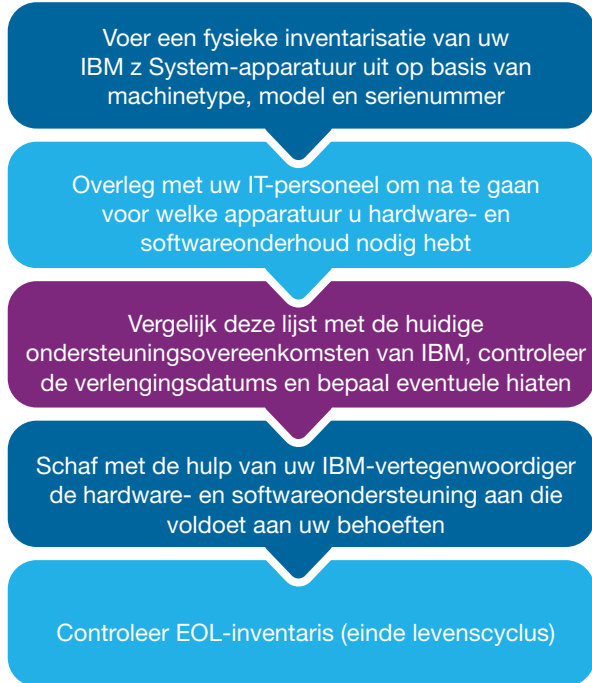 Voer een fysieke inventarisatie van uw
IBM z System-apparatuur uit op basis van
machinetype, model en serienummer
Overleg met uw IT-personeel om na te gaan
voor welke apparatuur u hardware- en
softwareonderhoud nodig hebt
Vergelijk deze lijst met de huidige
ondersteuningsovereenkomsten van IBM, controleer
de verlengingsdatums en bepaal eventuele hiaten
Schaf met de hulp van uw IBM-vertegenwoordiger
de hardware- en softwareondersteuning aan die
voldoet aan uw behoeften
Controleer EOL-inventaris (einde levenscyclus)